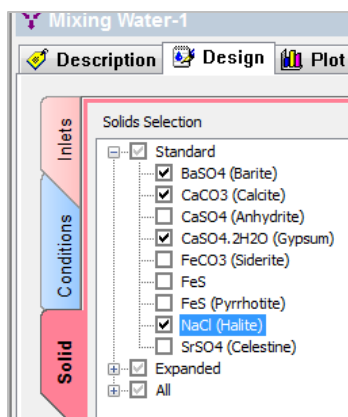 Mixing Water-1
Description Design Plot
Inlets
Conditions
Solid
Solids Selection
Standard
BaSO4 (Barite)
CaCO3 (Calcite)
CaSO4 (Anhydrite)
CaSO4.2H2O (Gypsum)
FeCO3 (Siderite)
FeS
FeS (Pyrrhotite)
NaCl (Halite)
SrSO4 (Celestine)
Expanded
All